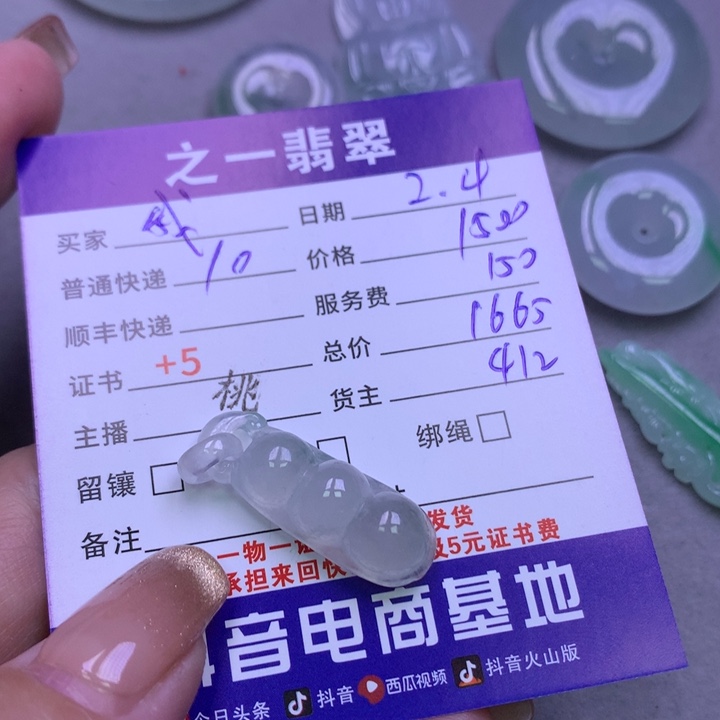 之一翡翠
买家 日期 2.4
普通快递 10 价格 1500
顺丰快递 服务费 150
证书 +5 总价 1665
主播 桃 货主 412
留镶 绑绳
备注
一物一证 发货
承担来回快 5元证书费
音电商基地
今日头条 抖音 西瓜视频 抖音火山版